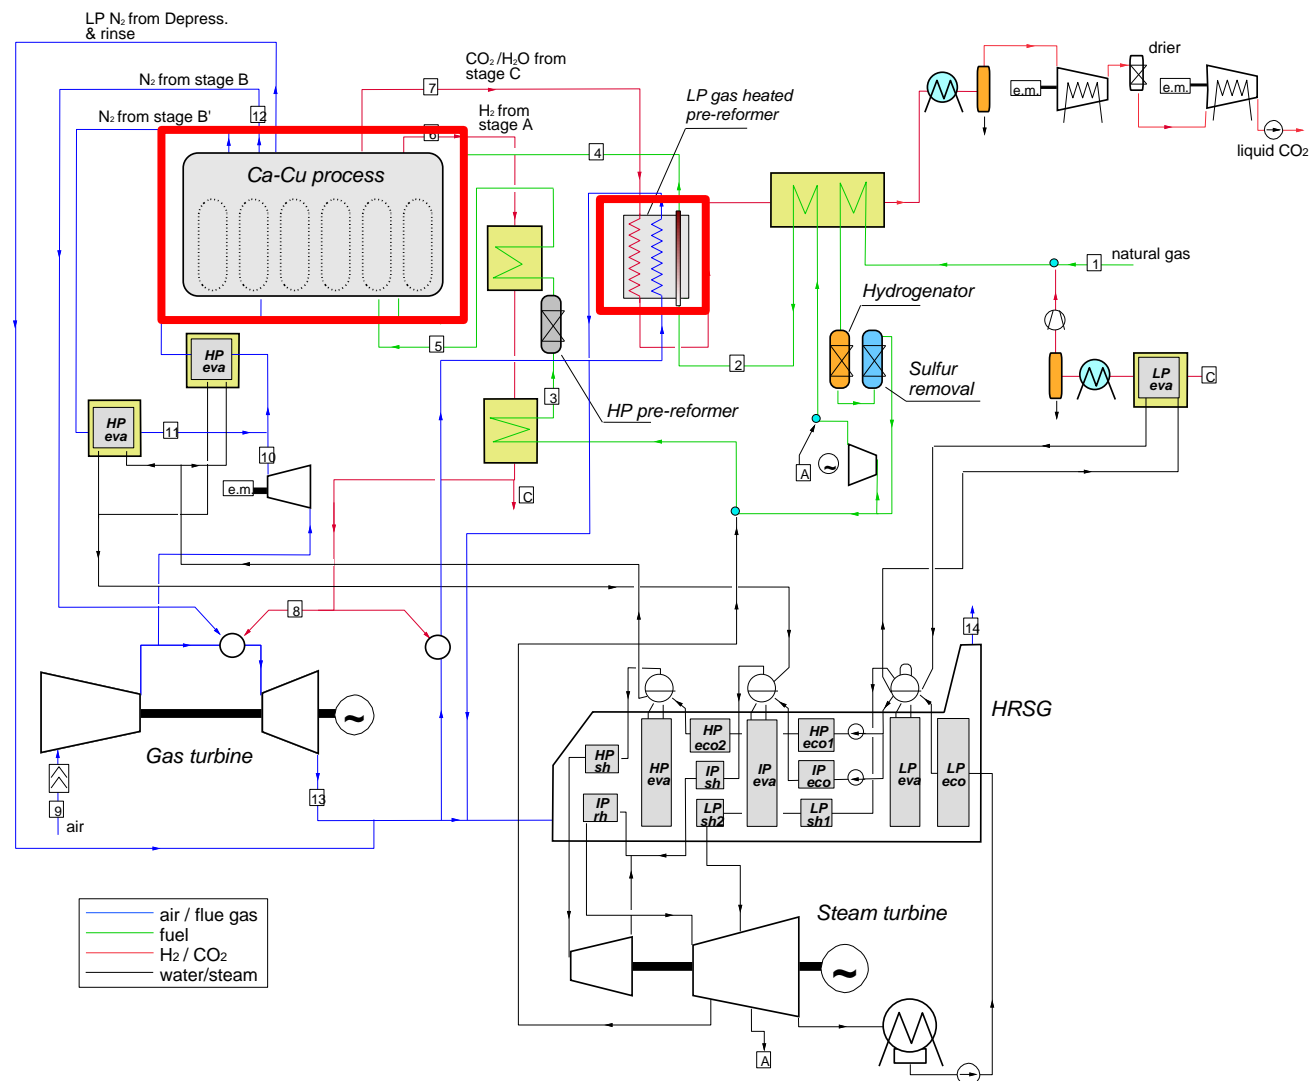 LP N2 from Depress.
& rinse
N2 from stage B
N2 from stage B'
12
7
CO2 /H2O from
stage C
H2 from
stage A
6
LP gas heated
pre-reformer
4
Ca-Cu process
drier
e.m.
e.m.
liquid CO2
1
natural gas
Hydrogenator
Sulfur
removal
5
2
3
HP pre-reformer
HP
eva
HP
eva
11
10
e.m.
LP
eva
C
A
~
C
8
14
HRSG
Gas turbine
~
9
air
13
HP
sh
IP
rh
HP
eva
HP
eco2
IP
sh
LP
sh2
IP
eva
HP
eco1
IP
eco
LP
sh1
LP
eva
LP
eco
air / flue gas
fuel
H2 / CO2
water/steam
Steam turbine
~
A